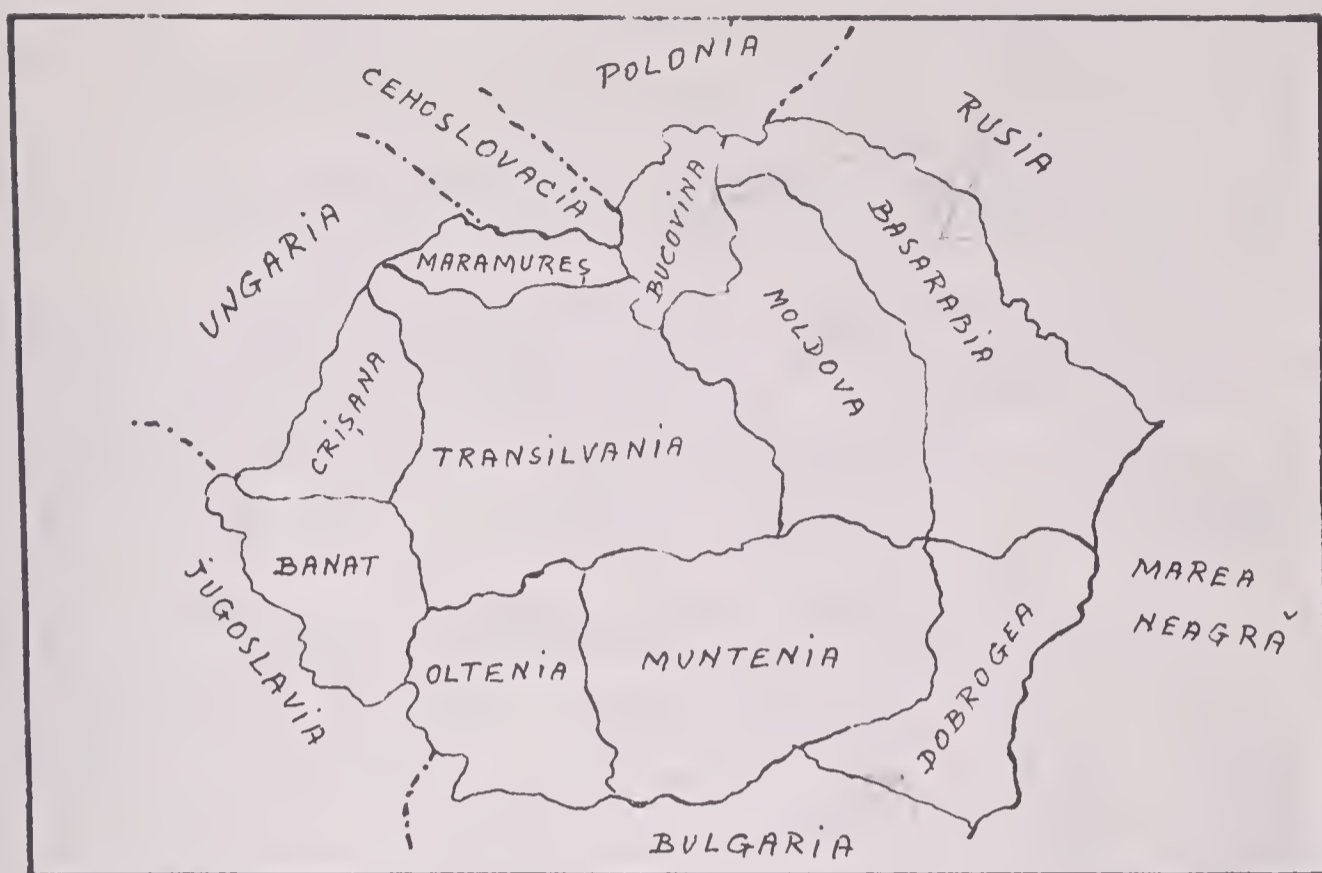 POLONIA
CEHOSLOVACIA
RUSIA
UNGARIA
MARAMUREȘ
BUCOVINA
BASARABIA
MOLDOVA
CRIȘANA
TRANSILVANIA
BANAT
JUGOSLAVIA
OLTENIA
MUNTENIA
DOBROGEA
MAREA
NEAGRĂ
BULGARIA